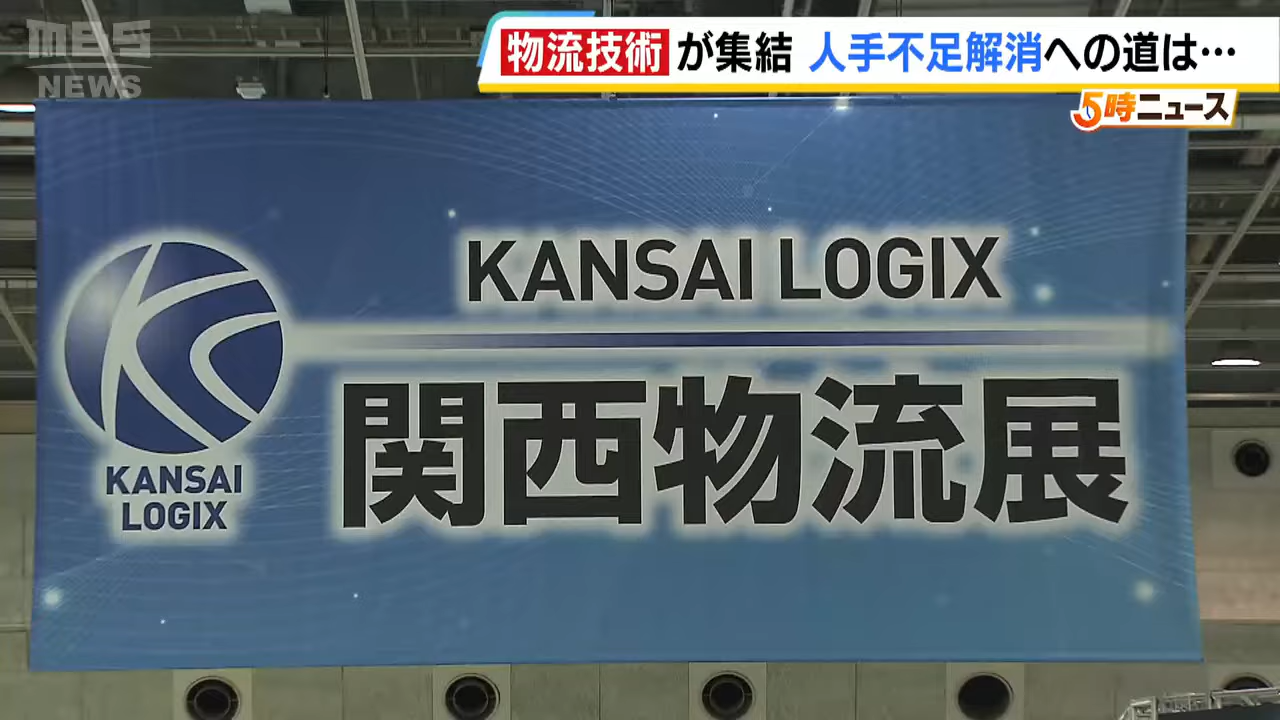 MBS NEWS
物流技術が集結 人手不足解消への道は…
5時ニュース
KANSAI LOGIX
関西物流展
KANSAI
LOGIX